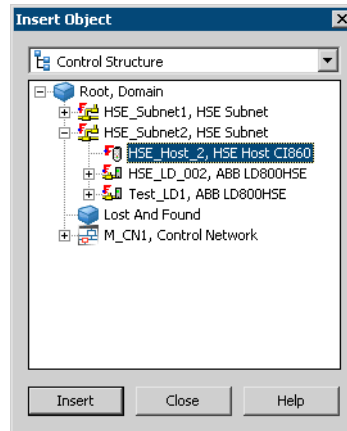 Insert Object
Control Structure
Root, Domain
HSE_Subnet1, HSE Subnet
HSE_Subnet2, HSE Subnet
HSE_Host_2, HSE Host CI860
HSE_LD_002, ABB LD800HSE
Test_LD1, ABB LD800HSE
Lost And Found
M_CN1, Control Network
Insert Close Help